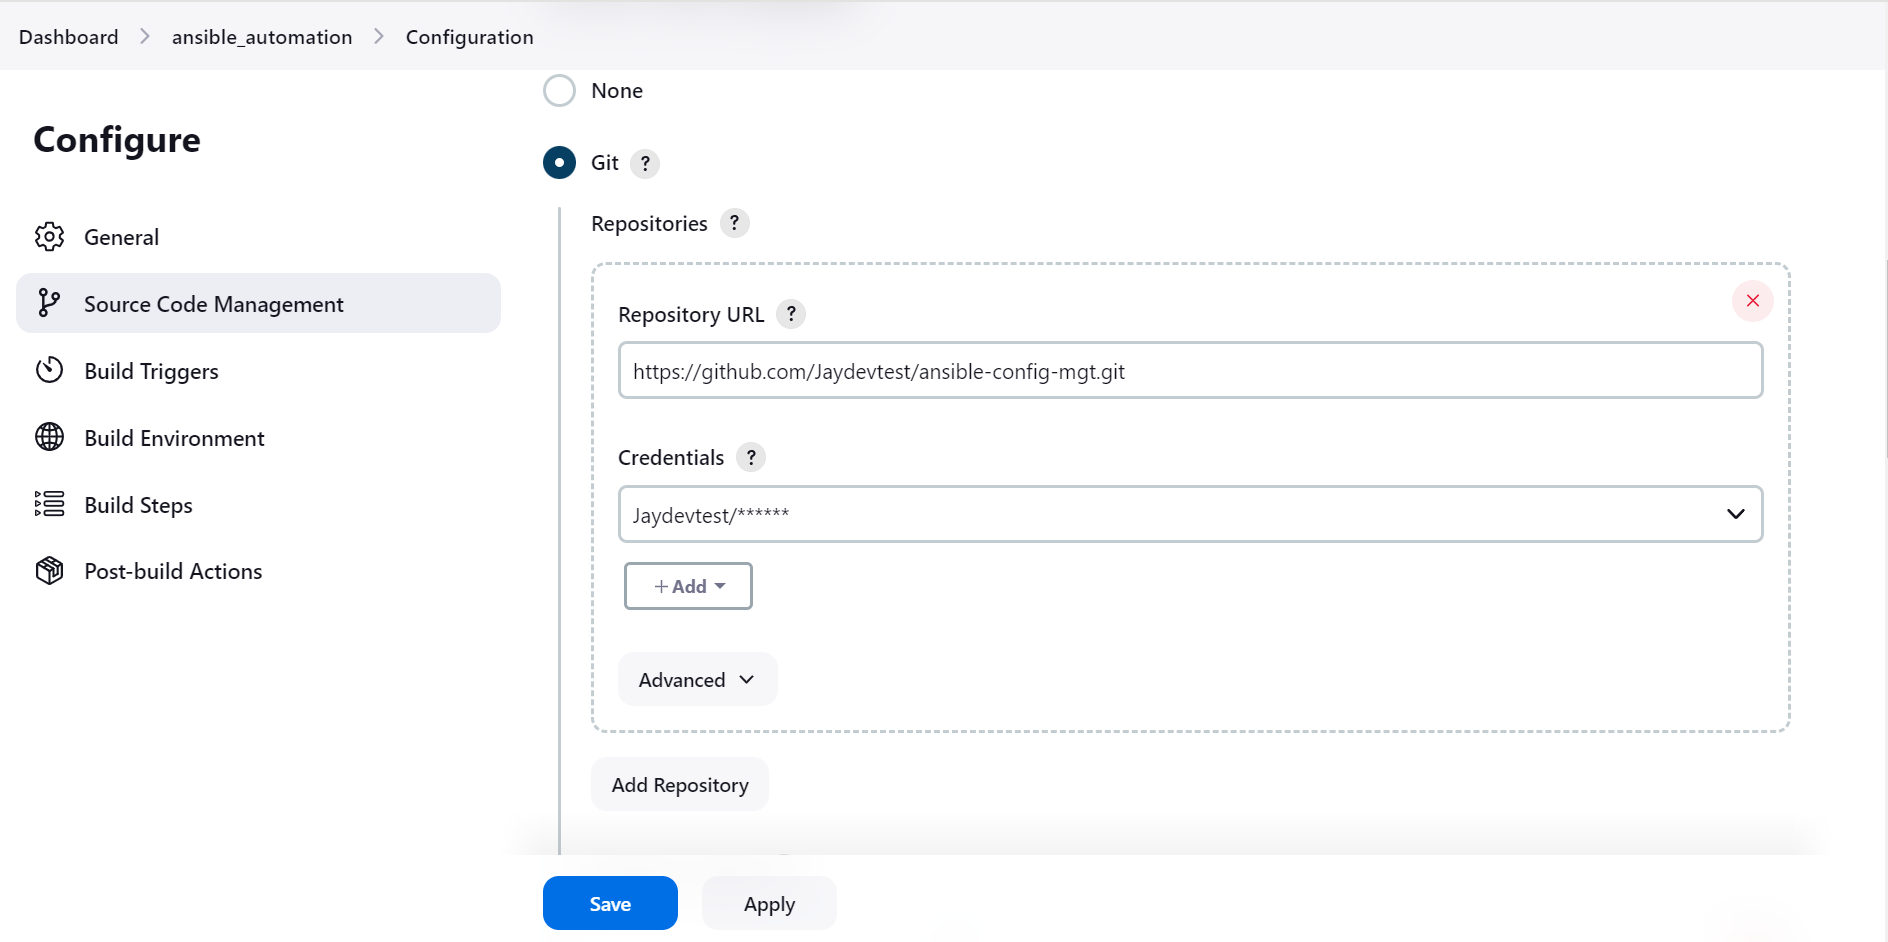 Dashboard > ansible_automation > Configuration
Configure
General
Source Code Management
Build Triggers
Build Environment
Build Steps
Post-build Actions
None
Git ?
Repositories ?
Repository URL ?
https://github.com/Jaydevtest/ansible-config-mgt.git
Credentials ?
Jaydevtest/******
+ Add
Advanced
Add Repository
Save Apply